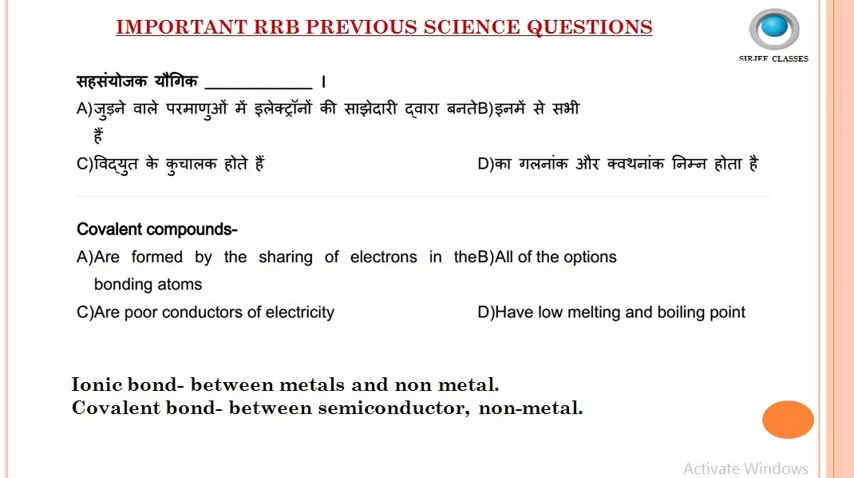 IMPORTANT RRB PREVIOUS SCIENCE QUESTIONS
SIRJEE CLASSES
सहसंयोजक यौगिक ____________ ।
A)जुड़ने वाले परमाणुओं में इलेक्ट्रॉनों की साझेदारी द्वारा बनते हैं
B)इनमें से सभी
C)विद्युत के कुचालक होते हैं
D)का गलनांक और क्वथनांक निम्न होता है
Covalent compounds-
A)Are formed by the sharing of electrons in the
bonding atoms
B)All of the options
C)Are poor conductors of electricity
D)Have low melting and boiling point
Ionic bond- between metals and non metal.
Covalent bond- between semiconductor, non-metal.
Activate Windows